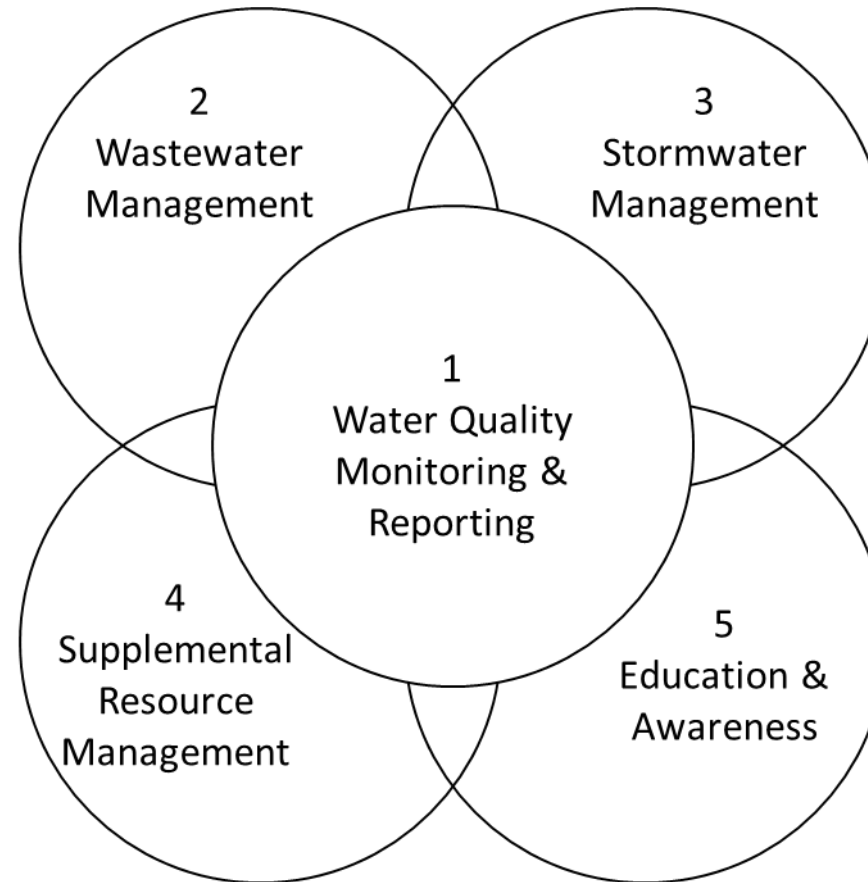 2
Wastewater
Management
3
Stormwater
Management
1
Water Quality
Monitoring &
Reporting
4
Supplemental
Resource
Management
5
Education &
Awareness